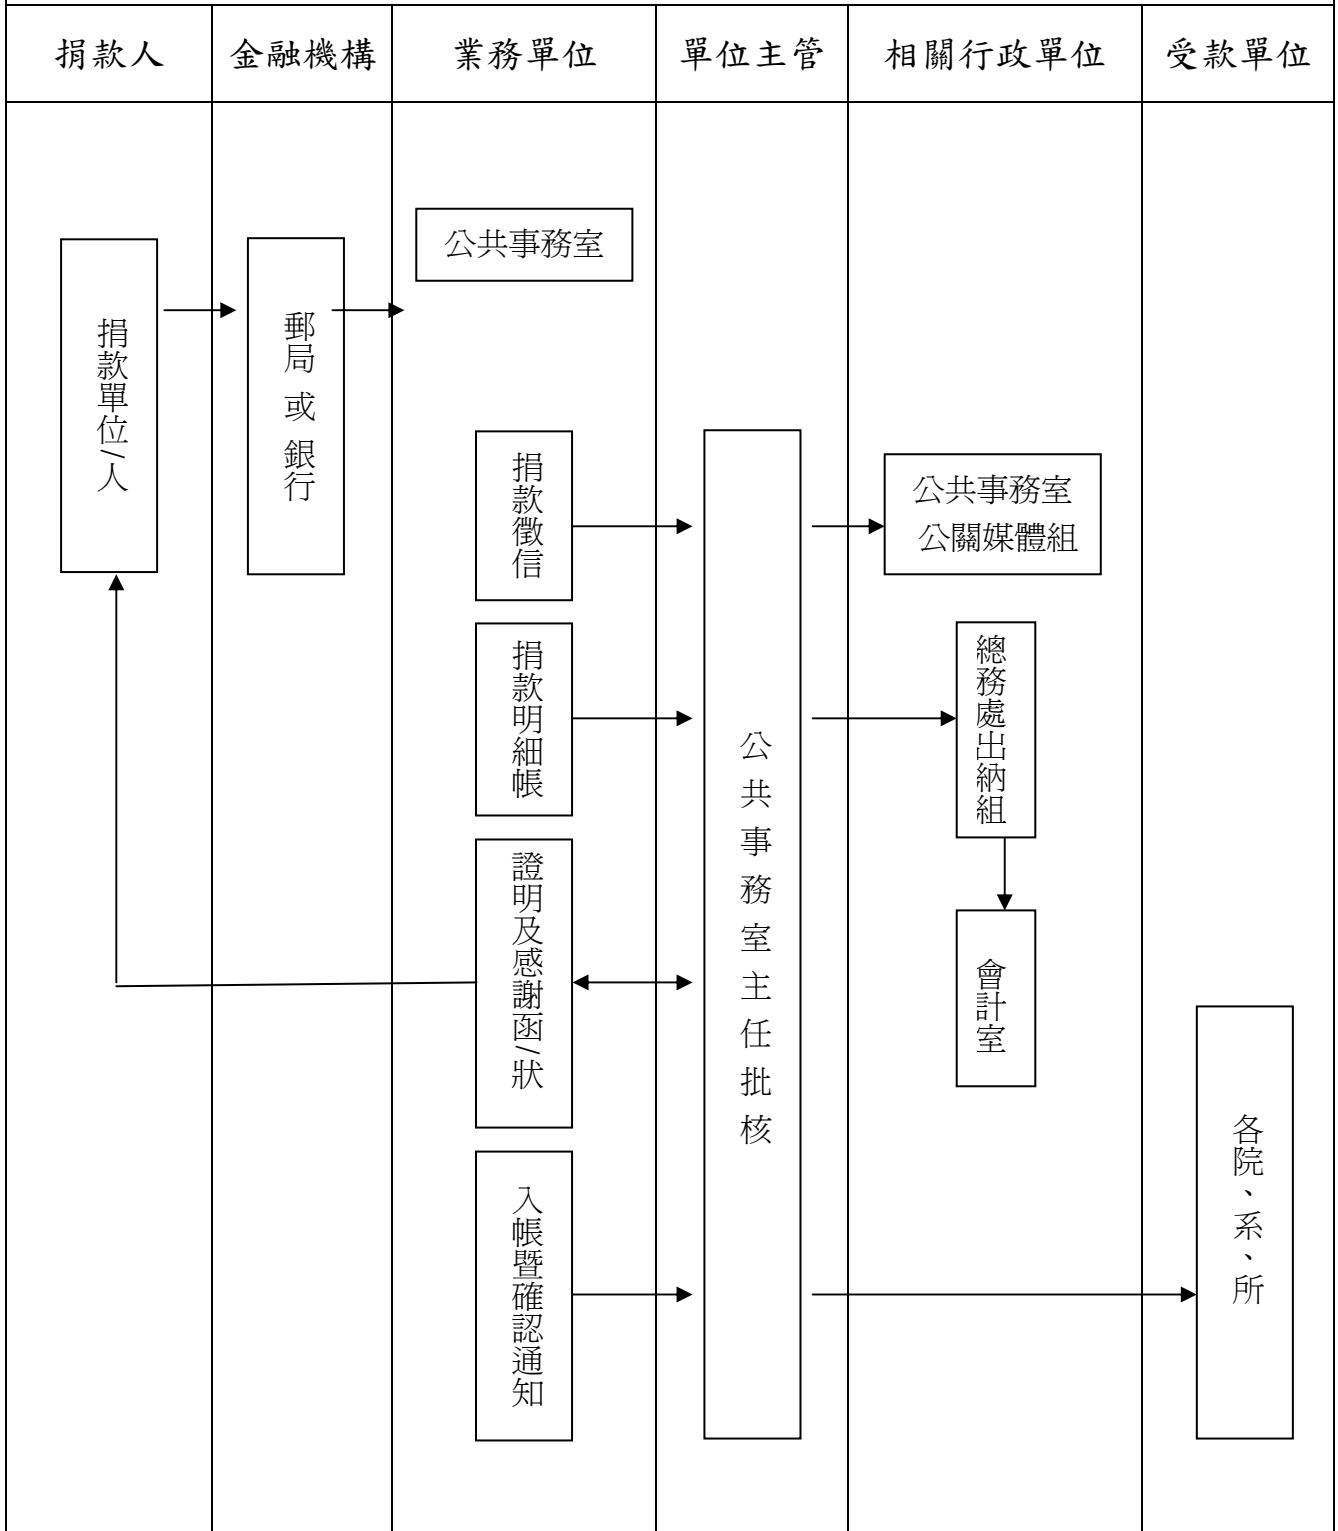 捐款人
金融機構
業務單位
單位主管
相關行政單位
受款單位
公共事務室
捐款單位/人
郵局或銀行
捐款徵信
捐款明細帳
證明及感謝函/狀
入帳暨確認通知
公共事務室主任批核
公共事務室
公關媒體組
總務處出納組
會計室
各院、系、所